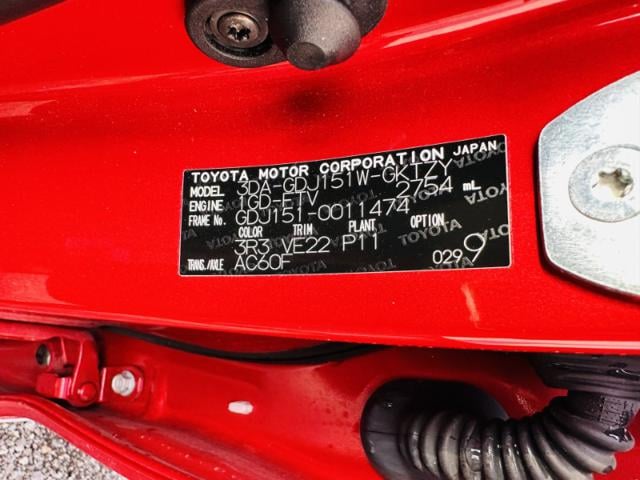 TOYOTA MOTOR CORPORATION JAPAN
MODEL 3DA-GDJ151W-GKTZY
ENGINE 1GD-FTV 2754 mL
FRAME No. GDJ151-0011474
COLOR TRIM PLANT OPTION
3R3 VE22 P11
TRANS./AXLE AC60F 029 9